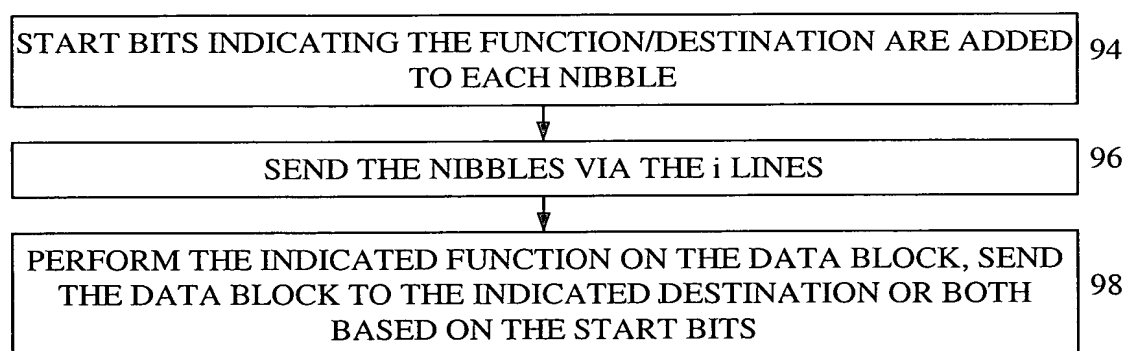 START BITS INDICATING THE FUNCTION/DESTINATION ARE ADDED
TO EACH NIBBLE
94
SEND THE NIBBLES VIA THE i LINES
96
PERFORM THE INDICATED FUNCTION ON THE DATA BLOCK, SEND
THE DATA BLOCK TO THE INDICATED DESTINATION OR BOTH
BASED ON THE START BITS
98